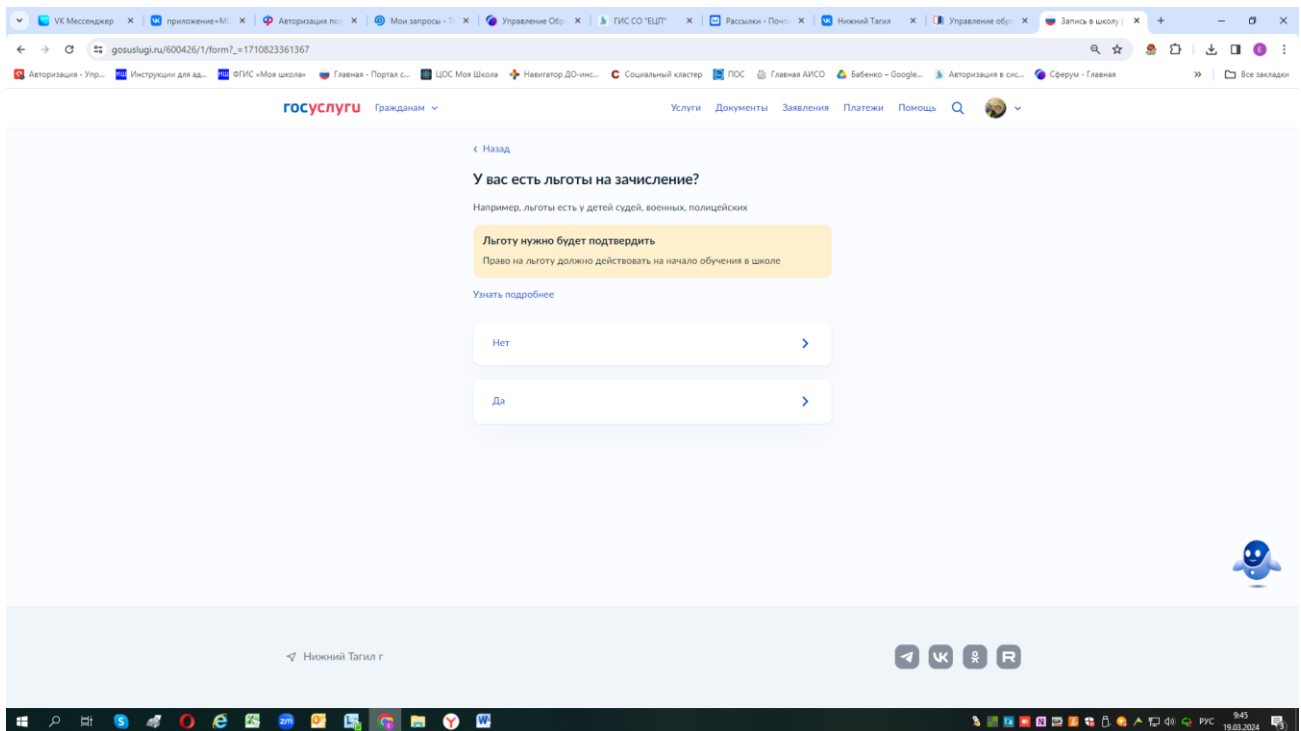 VK Мессенджер
приложение+М
Авторизация пос
Мои запросы - T
Управление Обр
ГИС СО "ЕЦП"
Рассылки - Почт
Нижний Тагил
Управление обр
Запись в школу |
gosuslugi.ru/600426/1/form?_=1710823361367
Авторизация - Упр...
Инструкции для ад...
ФГИС «Моя школа»
Главная - Портал с...
ЦОС Моя Школа
Навигатор ДО-инс...
Социальный кластер
ПОС
Главная АИСО
Бабенко – Google...
Авторизация в сис...
Сферум - Главная
Все закладки
госуслуги
Гражданам
Услуги Документы Заявления Платежи Помощь
Назад
У вас есть льготы на зачисление?
Например, льготы есть у детей судей, военных, полицейских
Льготу нужно будет подтвердить
Право на льготу должно действовать на начало обучения в школе
Узнать подробнее
Нет
Да
Нижний Тагил г
РУС
9:45
19.03.2024